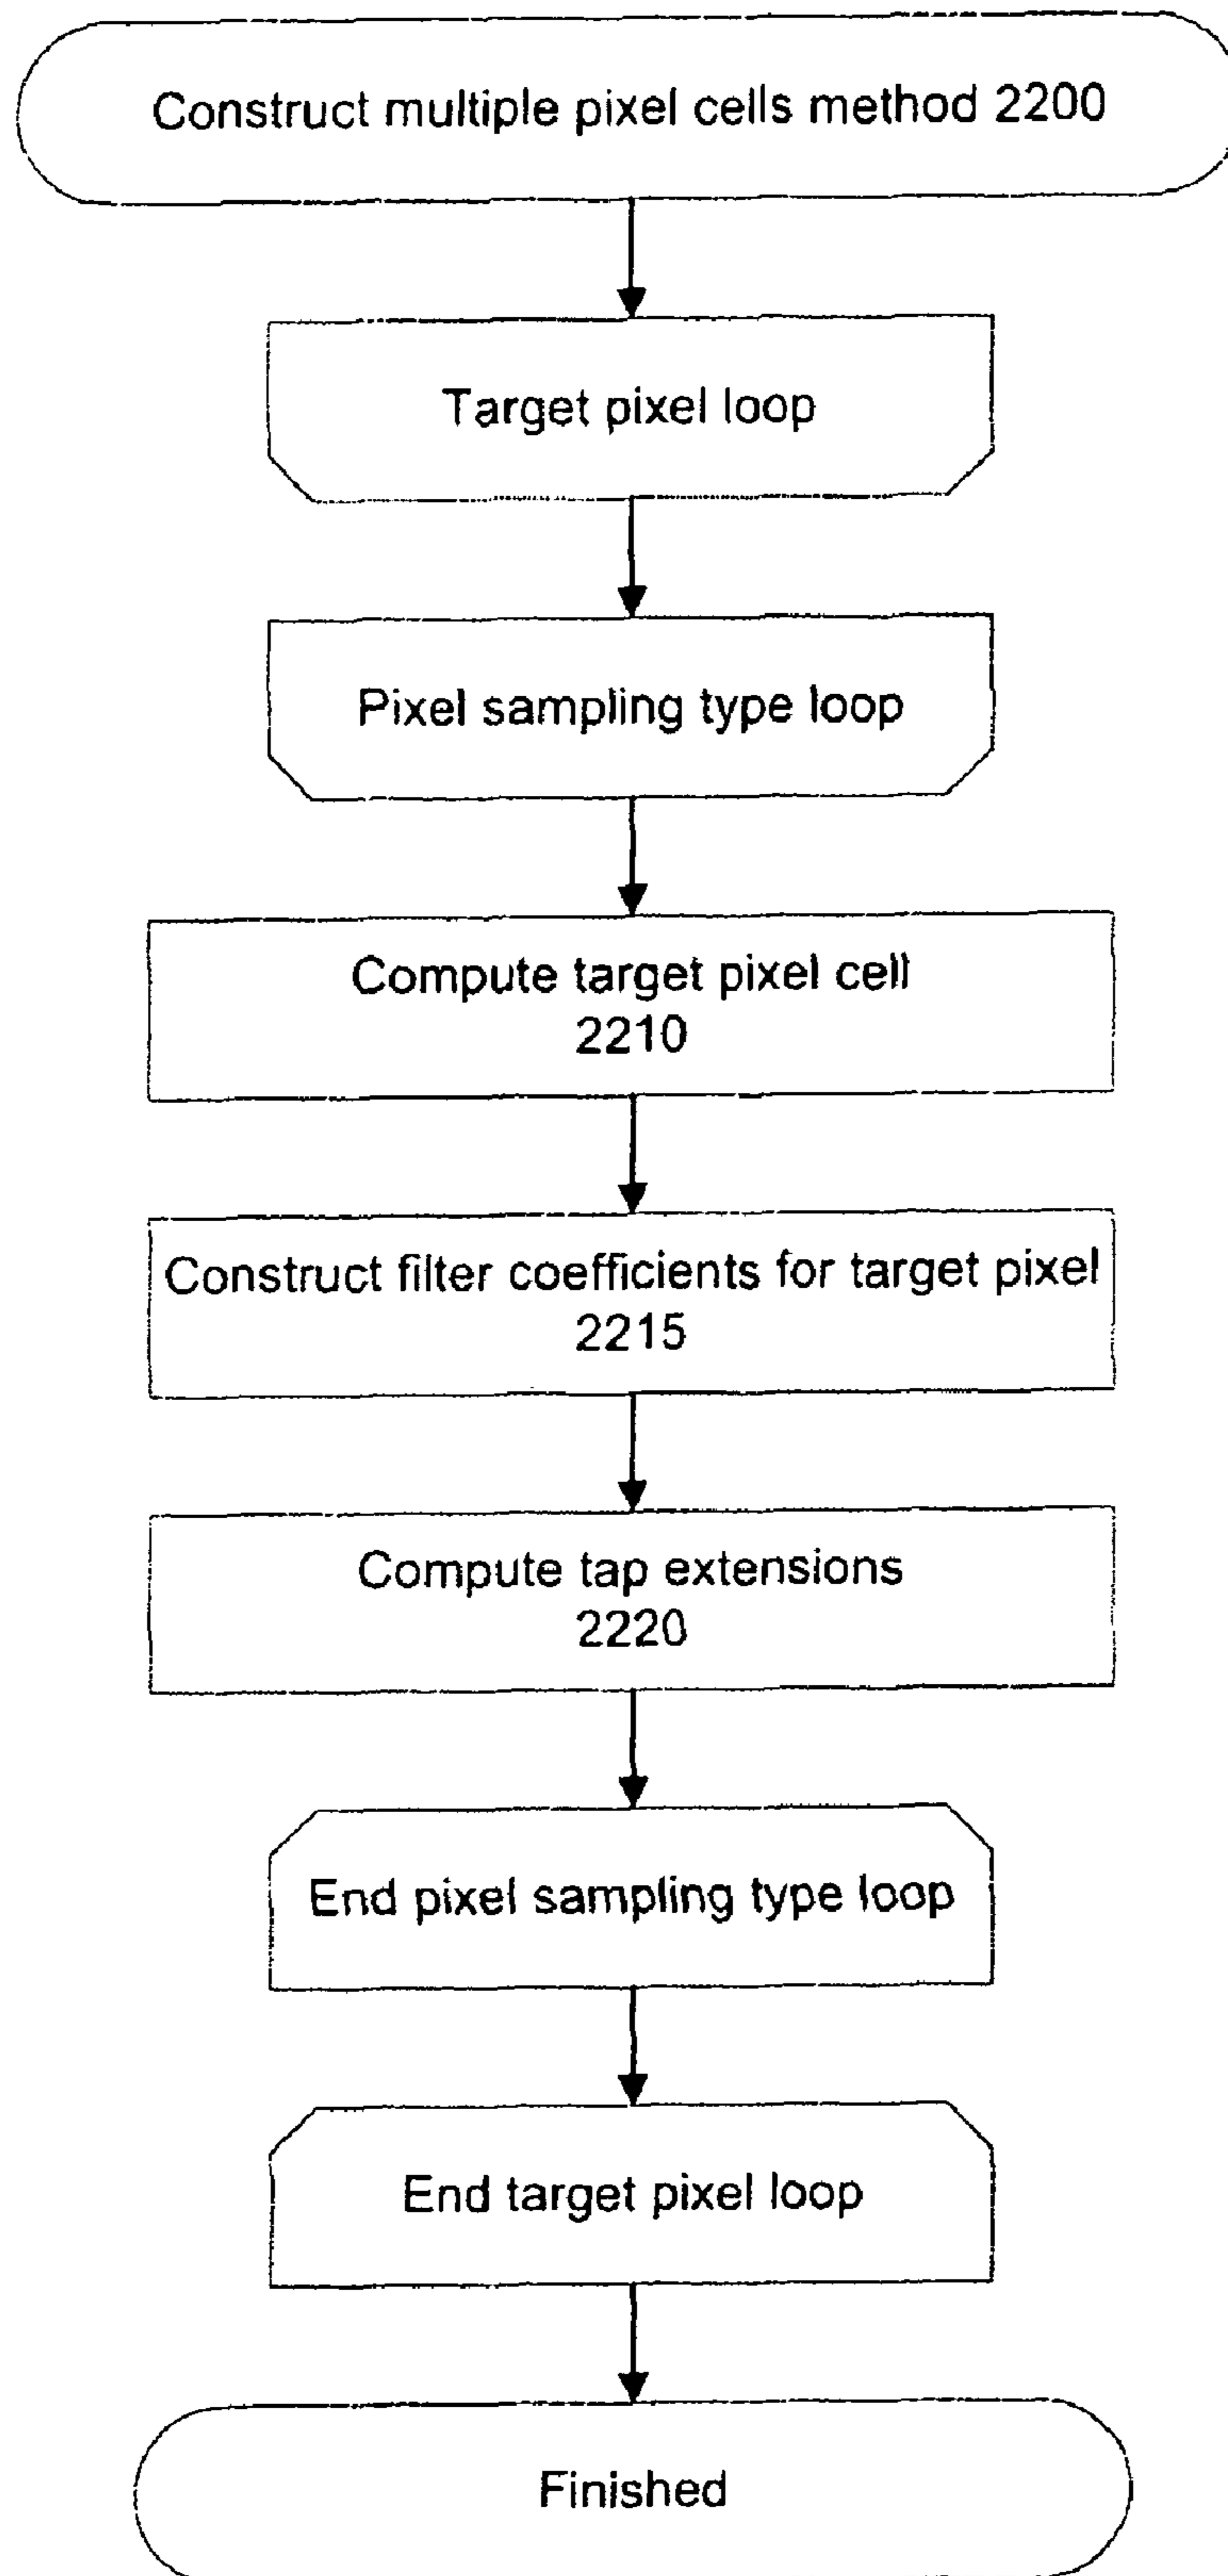 Construct multiple pixel cells method 2200
Target pixel loop
Pixel sampling type loop
Compute target pixel cell
2210
Construct filter coefficients for target pixel
2215
Compute tap extensions
2220
End pixel sampling type loop
End target pixel loop
Finished